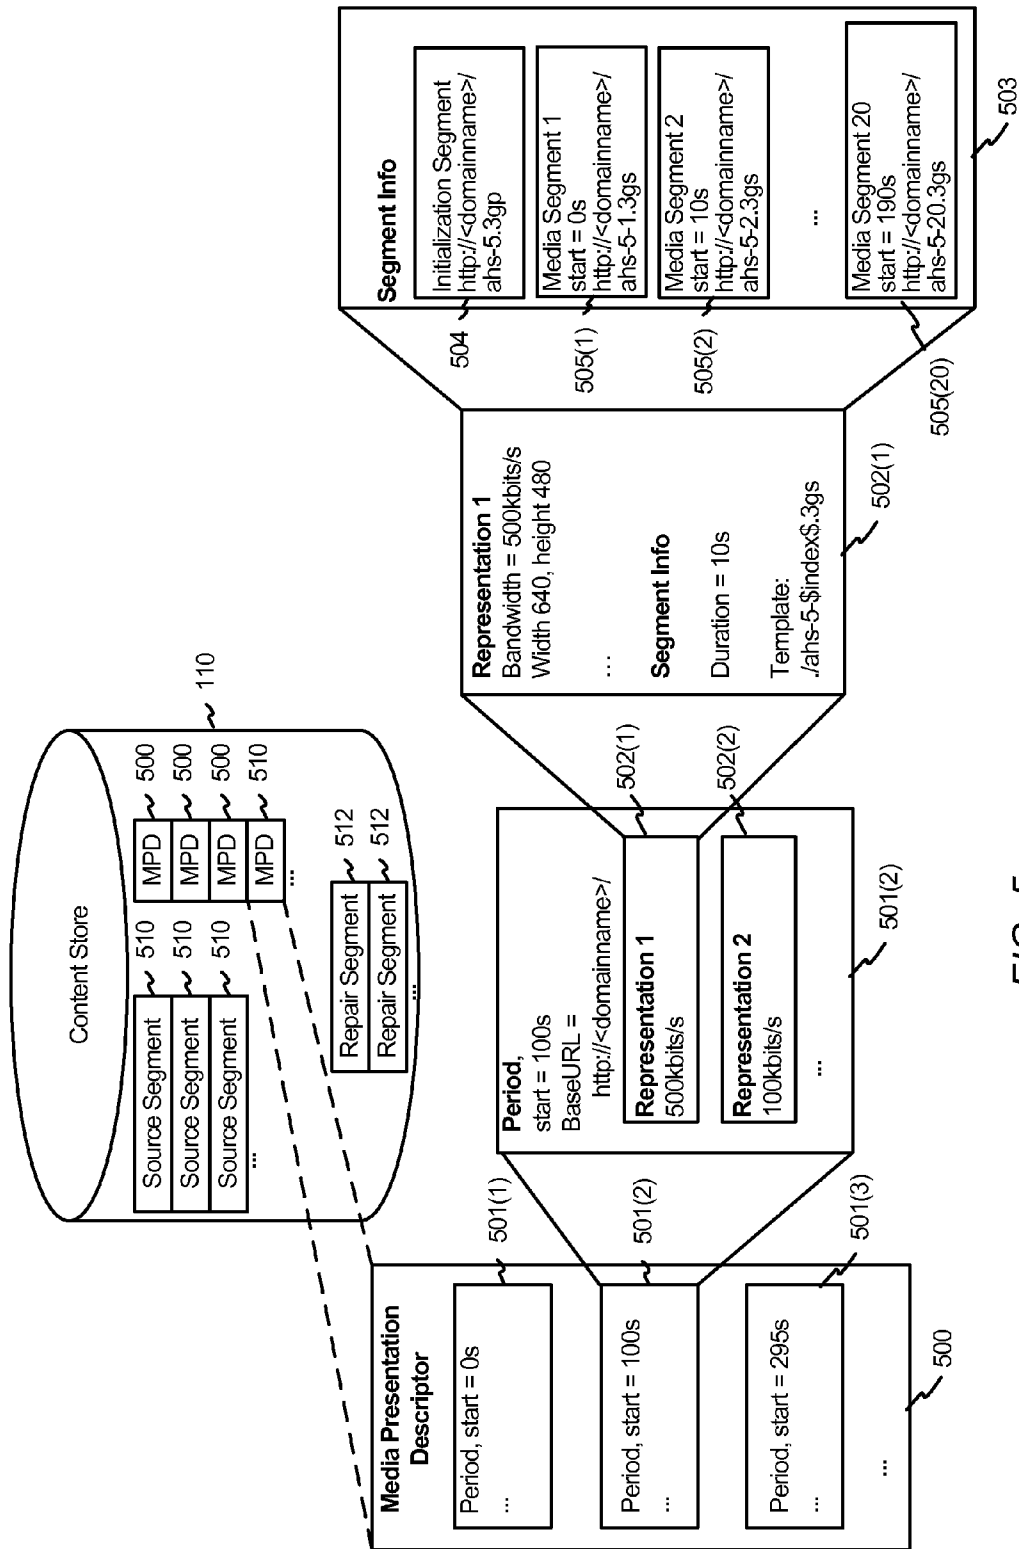 Content Store
110
Source Segment
510
Source Segment
510
Source Segment
510
...
MPD
500
MPD
500
MPD
500
MPD
510
...
Repair Segment
512
Repair Segment
512
...
Media Presentation
Descriptor
Period, start = 0s
...
501(1)
Period, start = 100s
...
501(2)
Period, start = 295s
...
501(3)
...
500
Period,
start = 100s
BaseURL =
http://<domainname>/
Representation 1
500kbits/s
502(1)
Representation 2
100kbits/s
502(2)
...
501(2)
Representation 1
Bandwidth = 500kbits/s
Width 640, height 480
...
Segment Info
Duration = 10s
Template:
./ahs-5-$index$.3gs
502(1)
Segment Info
Initialization Segment
http://<domainname>/
ahs-5.3gp
504
Media Segment 1
start = 0s
http://<domainname>/
ahs-5-1.3gs
505(1)
Media Segment 2
start = 10s
http://<domainname>/
ahs-5-2.3gs
505(2)
...
Media Segment 20
start = 190s
http://<domainname>/
ahs-5-20.3gs
505(20)
503
FIG. 5